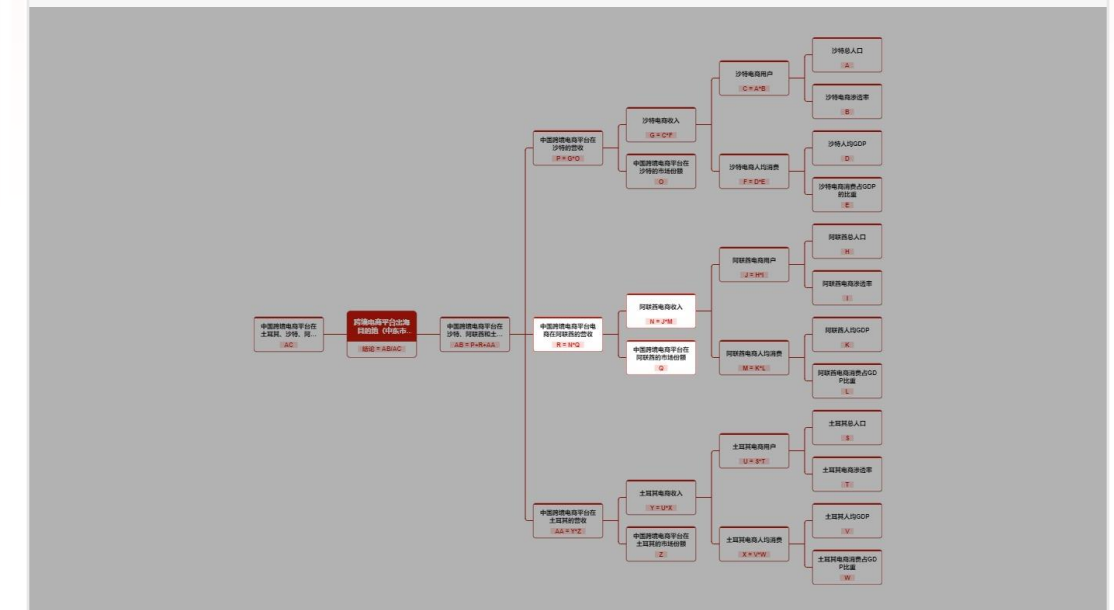 沙特总人口
A
沙特电商用户
C = A*B
沙特电商渗透率
B
沙特电商收入
G = C*F
中国跨境电商平台在
沙特的营收
P = G*O
沙特人均GDP
D
中国跨境电商平台在
沙特的市场份额
O
沙特电商人均消费
F = D*E
沙特电商消费占GDP
的比重
E
阿联酋总人口
H
阿联酋电商用户
J = H*I
阿联酋电商渗透率
I
阿联酋电商收入
N = J*M
中国跨境电商平台在
土耳其、沙特、阿...
AC
跨境电商平台出海
目的地（中东市...
结论 = AB/AC
中国跨境电商平台在
沙特、阿联酋和土...
AB = P+R+AA
中国跨境电商平台电
商在阿联酋的营收
R = N*Q
阿联酋人均GDP
K
中国跨境电商平台在
阿联酋的市场份额
Q
阿联酋电商人均消费
M = K*L
阿联酋电商消费占GD
P比重
L
土耳其总人口
S
土耳其电商用户
U = S*T
土耳其电商渗透率
T
土耳其电商收入
Y = U*X
中国跨境电商平台在
土耳其的营收
AA = Y*Z
土耳其人均GDP
V
中国跨境电商平台在
土耳其的市场份额
Z
土耳其电商人均消费
X = V*W
土耳其电商消费占GD
P比重
W